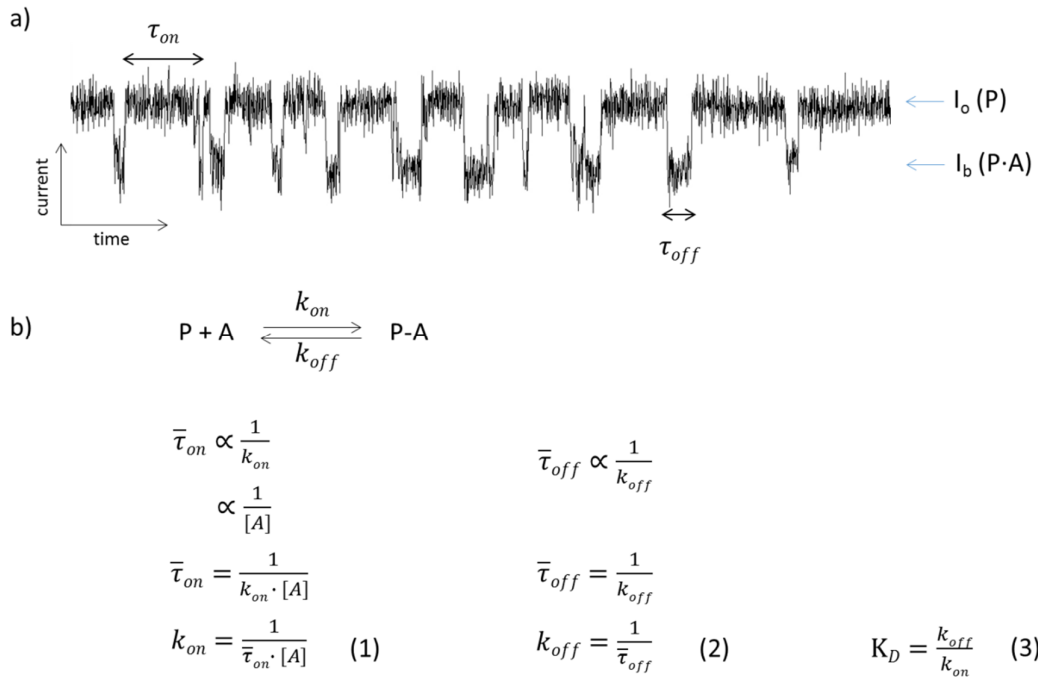 a)
τon
Io (P)
Ib (P·A)
current
time
τoff
b)
kon
P + A P-A
koff
τ̅on ∝ 1/kon
∝ 1/[A]
τ̅off ∝ 1/koff
τ̅on = 1/(kon · [A])
τ̅off = 1/koff
kon = 1/(τ̅on · [A]) (1)
koff = 1/τ̅off (2)
KD = koff/kon (3)